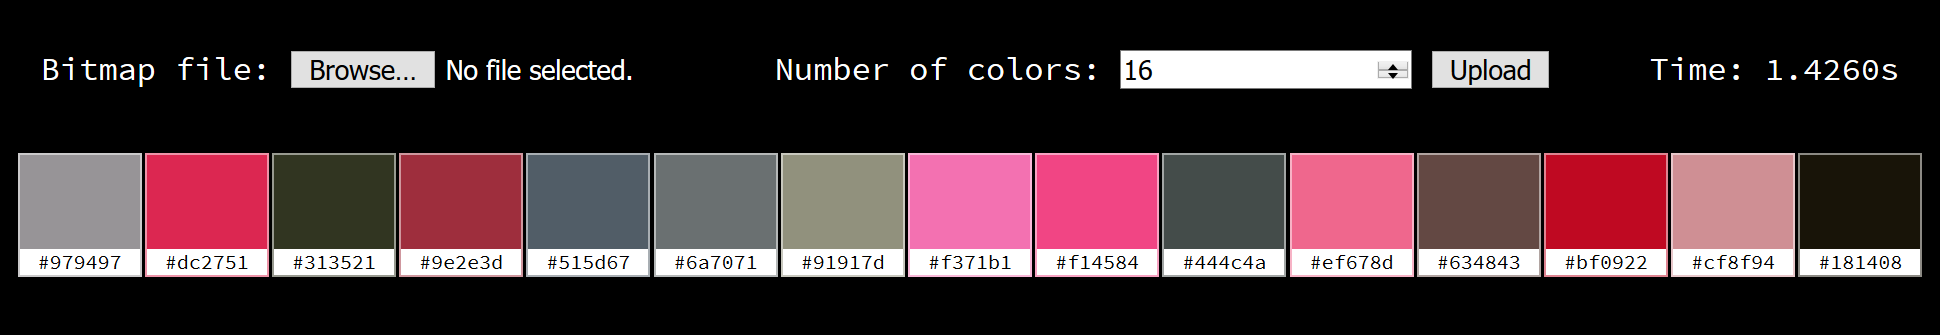 Bitmap file: Browse... No file selected. Number of colors: 16 Upload Time: 1.4260s
#979497 #dc2751 #313521 #9e2e3d #515d67 #6a7071 #91917d #f371b1 #f14584 #444c4a #ef678d #634843 #bf0922 #cf8f94 #181408